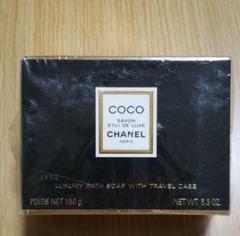 COCO
SAVON
ETUI DE LUXE
CHANEL
PARIS
LUXURY BATH SOAP WITH TRAVEL CASE
POIDS NET 150 g NET WT. 5.3 OZ.